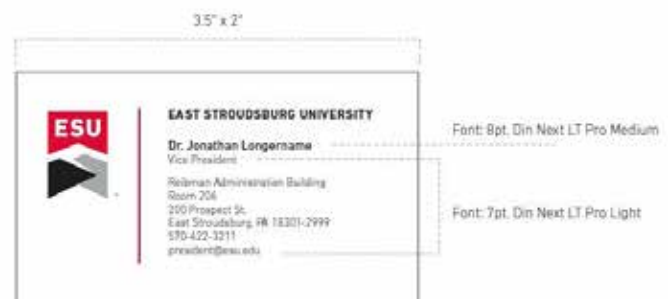 3.5" x 2"
ESU
EAST STROUDSBURG UNIVERSITY
Dr. Jonathan Longername
Vice President
Reibman Administration Building
Room 206
200 Prospect St.
East Stroudsburg, PA 18301-2999
570-422-3211
president@esu.edu
Font: 8pt. Din Next LT Pro Medium
Font: 7pt. Din Next LT Pro Light